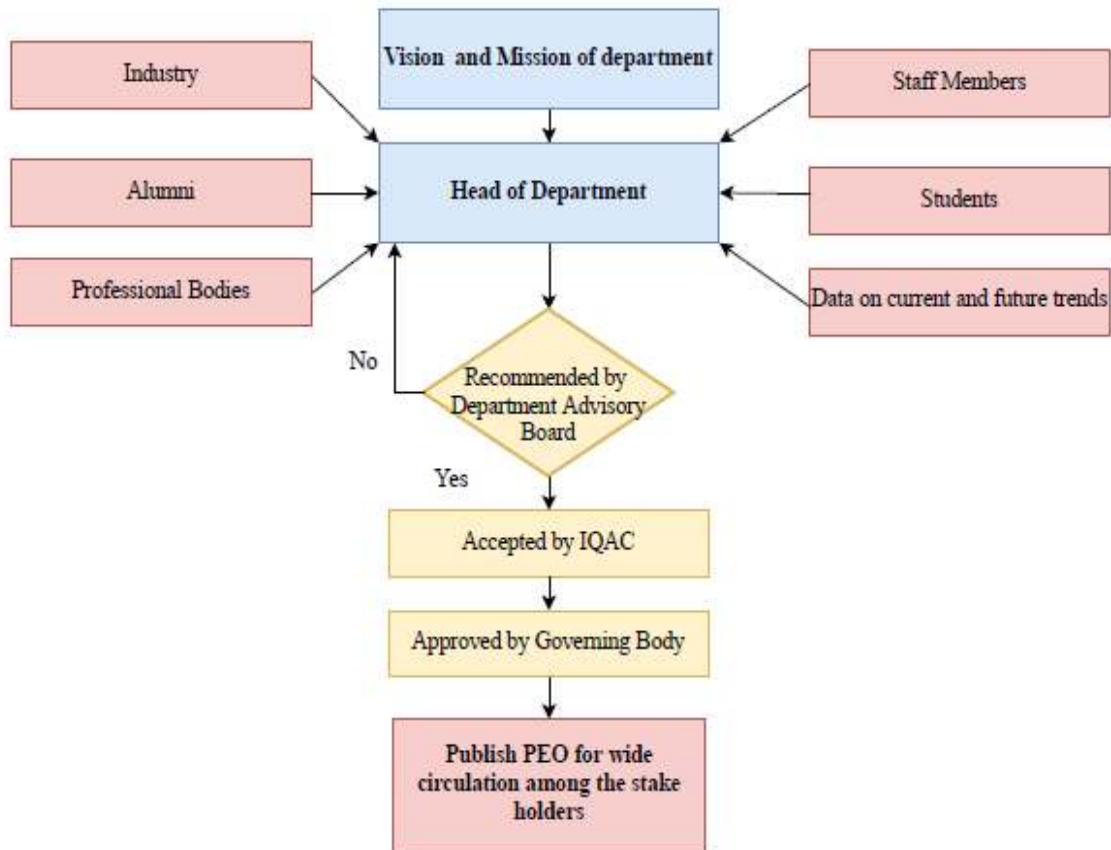 Vision and Mission of department
Industry
Staff Members
Head of Department
Alumni
Students
Professional Bodies
Data on current and future trends
No
Recommended by
Department Advisory
Board
Yes
Accepted by IQAC
Approved by Governing Body
Publish PEO for wide
circulation among the stake
holders